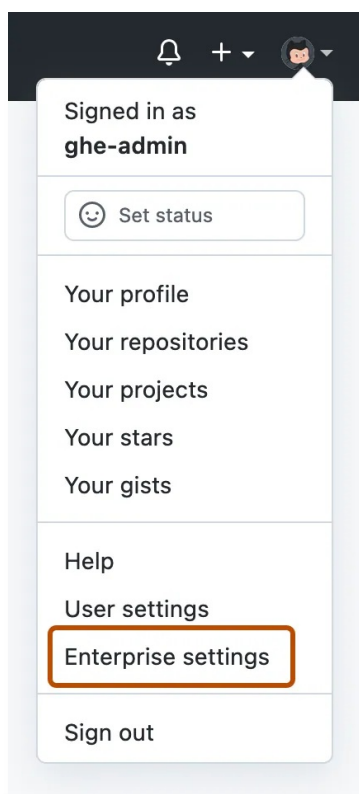 Signed in as
ghe-admin
Set status
Your profile
Your repositories
Your projects
Your stars
Your gists
Help
User settings
Enterprise settings
Sign out